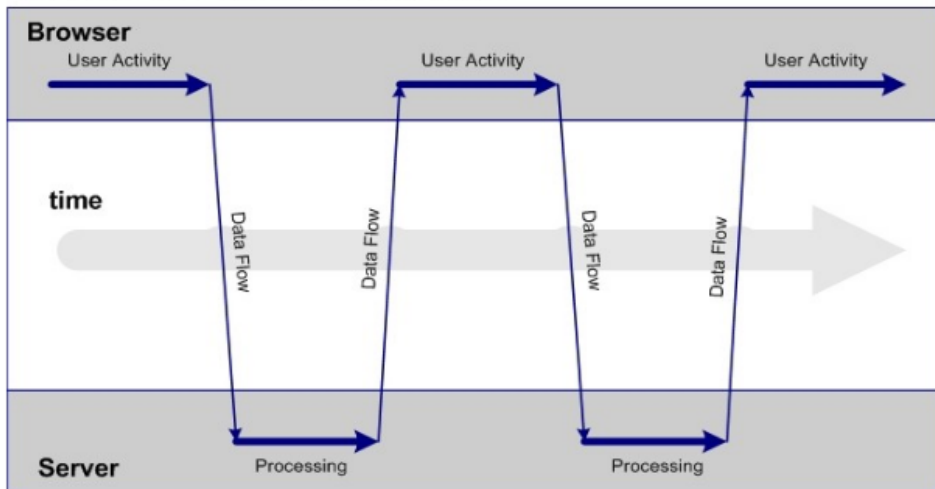 Browser
User Activity
User Activity
User Activity
time
Data Flow
Data Flow
Data Flow
Data Flow
Server
Processing
Processing